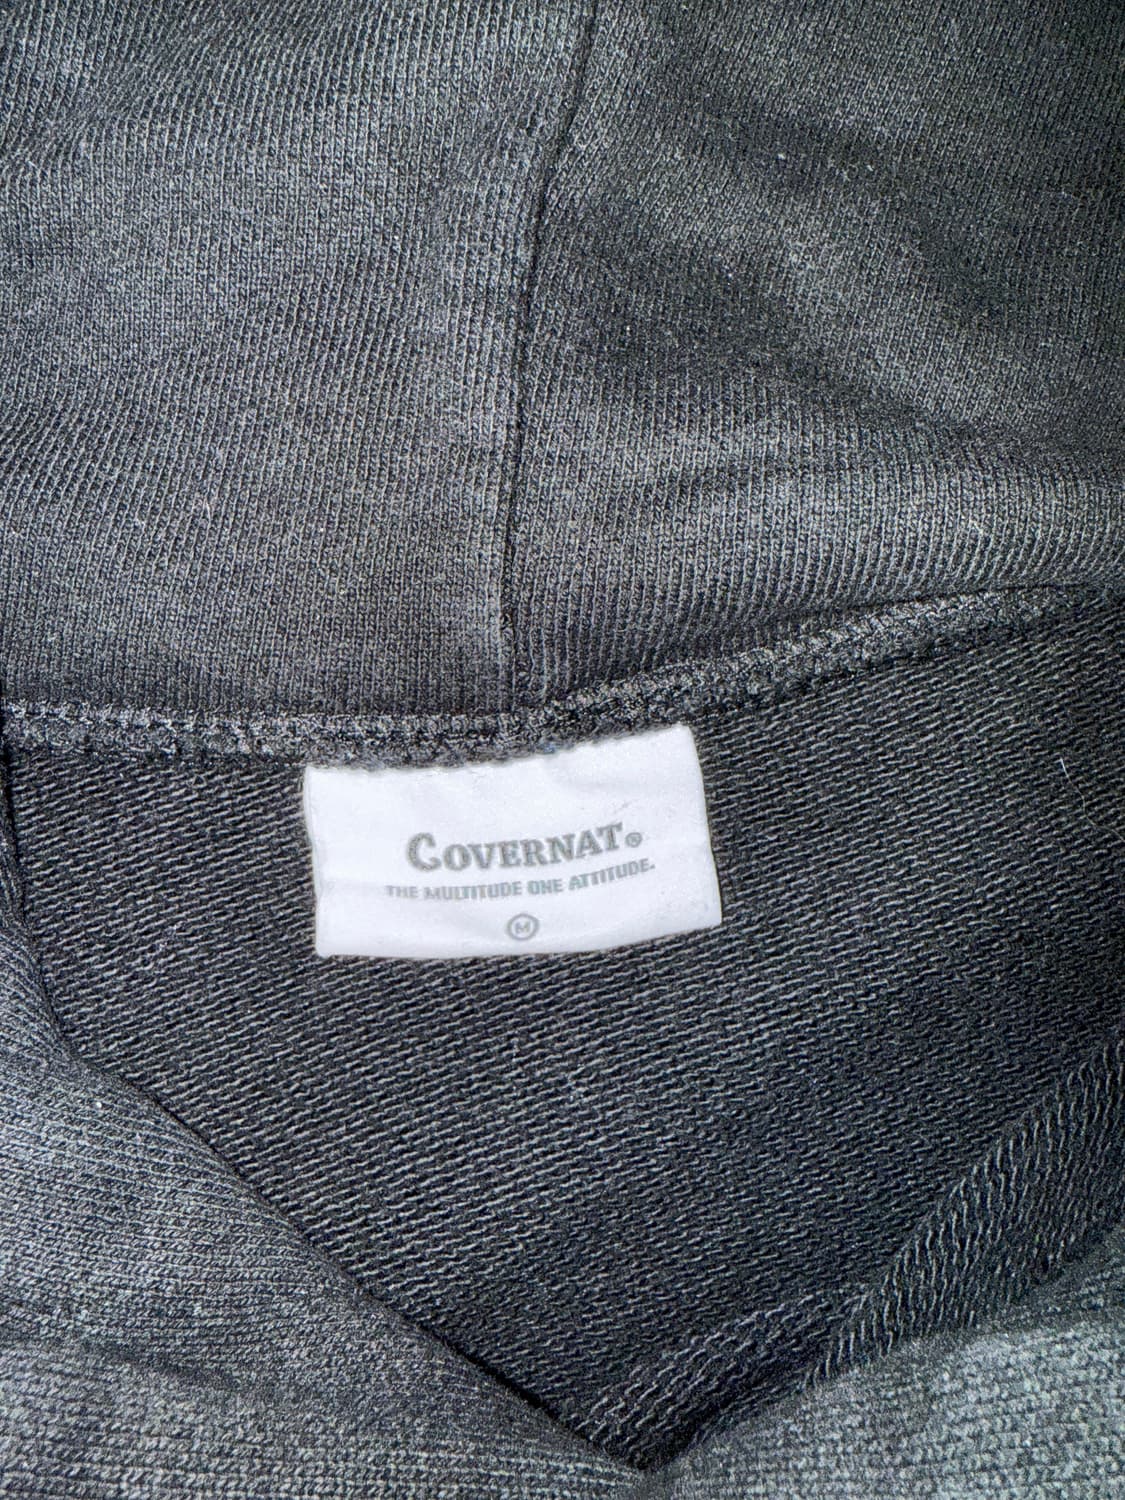 COVERNAT®
THE MULTITUDE ONE ATTITUDE.
M